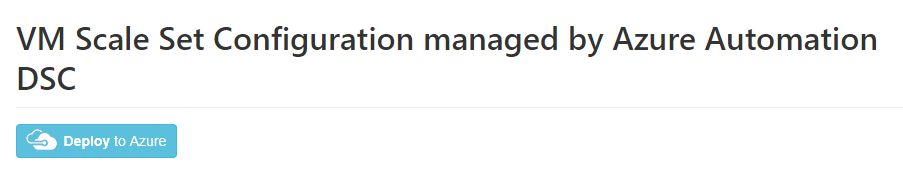 VM Scale Set Configuration managed by Azure Automation
DSC
Deploy to Azure